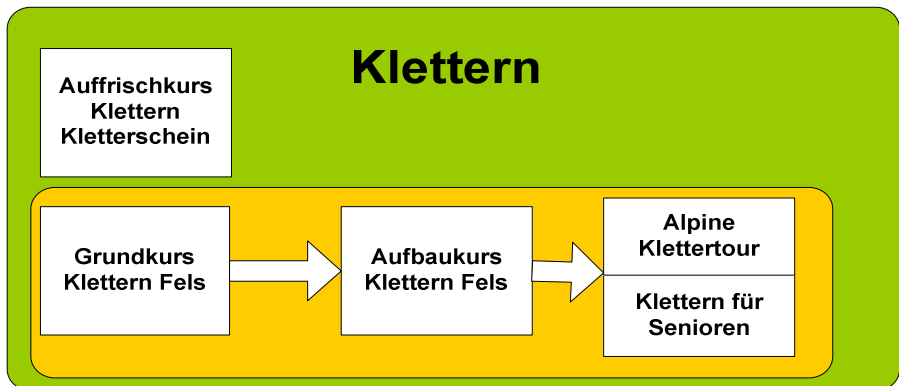 Klettern
Auffrischkurs
Klettern
Kletterschein
Grundkurs
Klettern Fels
Aufbaukurs
Klettern Fels
Alpine
Klettertour
Klettern für
Senioren